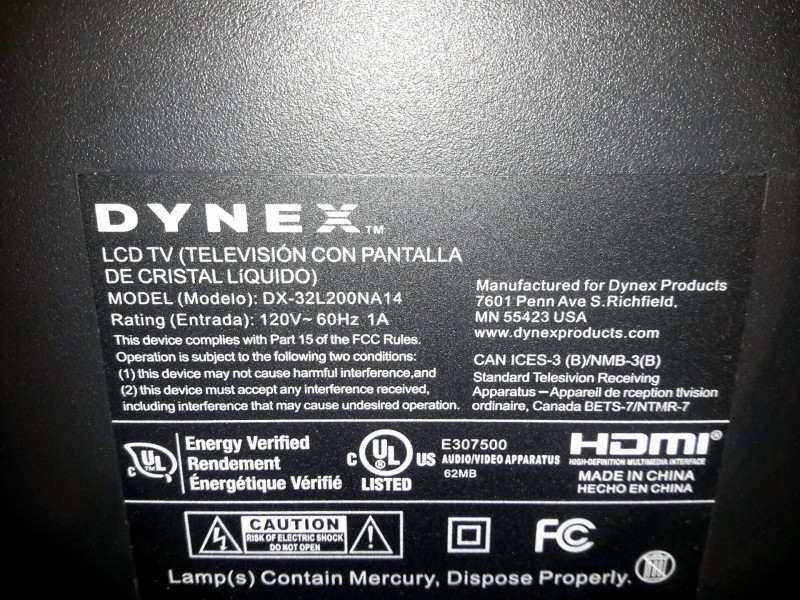 DYNEX™
LCD TV (TELEVISIÓN CON PANTALLA
DE CRISTAL LíQUIDO)
MODEL (Modelo): DX-32L200NA14
Rating (Entrada): 120V~ 60Hz 1A
This device complies with Part 15 of the FCC Rules.
Operation is subject to the following two conditions:
(1) this device may not cause harmful interference,and
(2) this device must accept any interference received,
including interference that may cause undesired operation.
Manufactured for Dynex Products
7601 Penn Ave S.Richfield,
MN 55423 USA
www.dynexproducts.com
CAN ICES-3 (B)/NMB-3(B)
Standard Televisivn Receiving
Apparatus – Appareil de rception tlvision
ordinaire, Canada BETS-7/NTMR-7
C UL™
Energy Verified
Rendement
Énergétique Vérifié
C UL® US
LISTED
E307500
AUDIO/VIDEO APPARATUS
62MB
HDMI®
HIGH-DEFINITION MULTIMEDIA INTERFACE
MADE IN CHINA
HECHO EN CHINA
CAUTION
RISK OF ELECTRIC SHOCK
DO NOT OPEN
FC
Lamp(s) Contain Mercury, Dispose Properly.